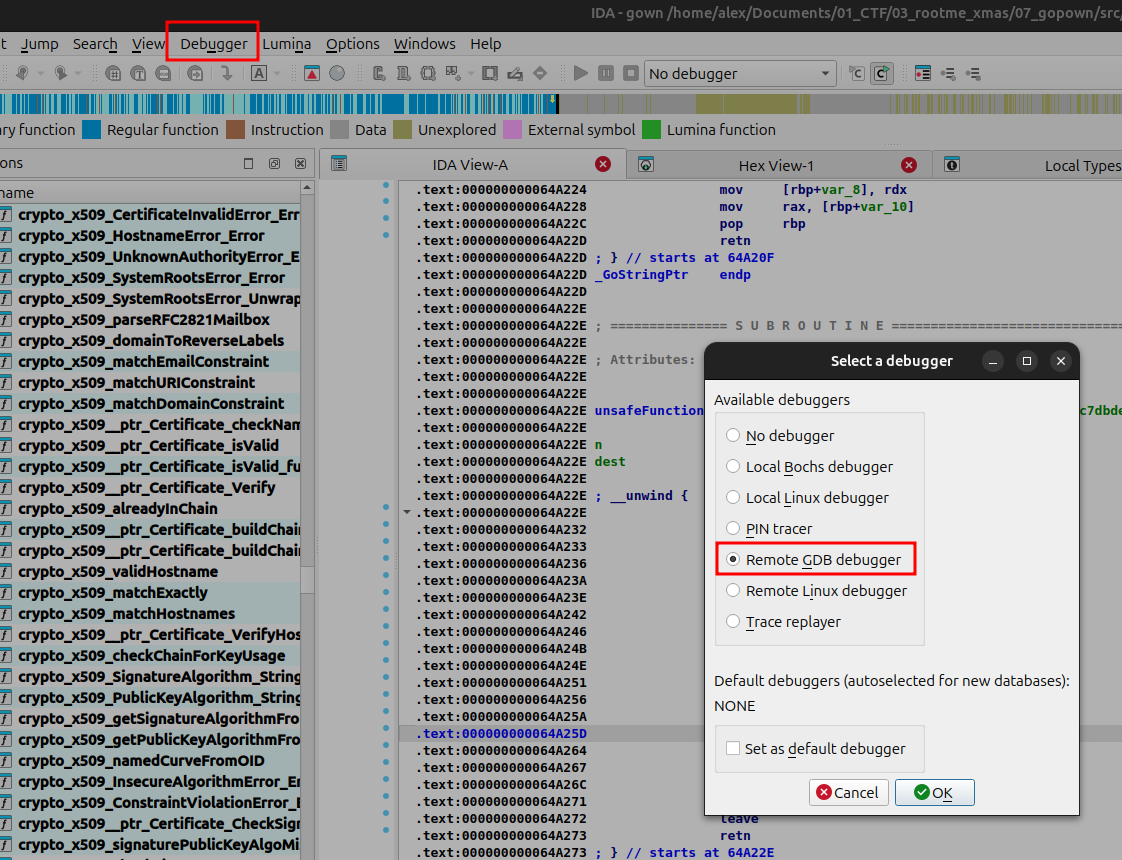 IDA - gown /home/alex/Documents/01_CTF/03_rootme_xmas/07_gopown/src/
t Jump Search View Debugger Lumina Options Windows Help
No debugger
ry function Regular function Instruction Data Unexplored External symbol Lumina function
ons
IDA View-A Hex View-1 Local Types
name
crypto_x509_CertificateInvalidError_Err
crypto_x509_HostnameError_Error
crypto_x509_UnknownAuthorityError_E
crypto_x509_SystemRootsError_Error
crypto_x509_SystemRootsError_Unwrap
crypto_x509_parseRFC2821Mailbox
crypto_x509_domainToReverseLabels
crypto_x509_matchEmailConstraint
crypto_x509_matchURIConstraint
crypto_x509_matchDomainConstraint
crypto_x509__ptr_Certificate_checkNam
crypto_x509__ptr_Certificate_isValid
crypto_x509__ptr_Certificate_isValid_fu
crypto_x509__ptr_Certificate_Verify
crypto_x509_alreadyInChain
crypto_x509__ptr_Certificate_buildChain
crypto_x509__ptr_Certificate_buildChain
crypto_x509_validHostname
crypto_x509_matchExactly
crypto_x509_matchHostnames
crypto_x509__ptr_Certificate_VerifyHos
crypto_x509_checkChainForKeyUsage
crypto_x509_SignatureAlgorithm_String
crypto_x509_PublicKeyAlgorithm_String
crypto_x509_getSignatureAlgorithmFro
crypto_x509_getPublicKeyAlgorithmFro
crypto_x509_namedCurveFromOID
crypto_x509_InsecureAlgorithmError_Er
crypto_x509_ConstraintViolationError_E
crypto_x509__ptr_Certificate_CheckSign
crypto_x509_signaturePublicKeyAlgoMi
.text:000000000064A224 mov [rbp+var_8], rdx
.text:000000000064A228 mov rax, [rbp+var_10]
.text:000000000064A22C pop rbp
.text:000000000064A22D retn
.text:000000000064A22D ; } // starts at 64A20F
.text:000000000064A22D _GoStringPtr endp
.text:000000000064A22D
.text:000000000064A22E
.text:000000000064A22E ; =============== S U B R O U T I N E =============================
.text:000000000064A22E
.text:000000000064A22E ; Attributes:
.text:000000000064A22E
.text:000000000064A22E
.text:000000000064A22E unsafeFunction c7dbde
.text:000000000064A22E
.text:000000000064A22E n
.text:000000000064A22E dest
.text:000000000064A22E
.text:000000000064A22E ; __unwind {
.text:000000000064A22E
.text:000000000064A232
.text:000000000064A233
.text:000000000064A236
.text:000000000064A23A
.text:000000000064A23E
.text:000000000064A242
.text:000000000064A246
.text:000000000064A24B
.text:000000000064A24E
.text:000000000064A251
.text:000000000064A256
.text:000000000064A25A
.text:000000000064A25D
.text:000000000064A264
.text:000000000064A267
.text:000000000064A26C
.text:000000000064A271
.text:000000000064A272 leave
.text:000000000064A273 retn
.text:000000000064A273 ; } // starts at 64A22E
Select a debugger
Available debuggers
No debugger
Local Bochs debugger
Local Linux debugger
PIN tracer
Remote GDB debugger
Remote Linux debugger
Trace replayer
Default debuggers (autoselected for new databases):
NONE
Set as default debugger
Cancel OK